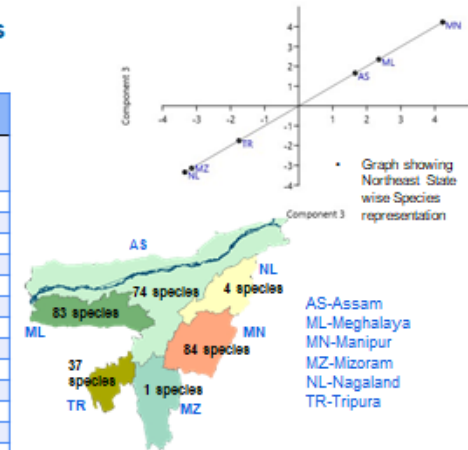 s
4
3
2
1
-4
-3
-2
-1
1
2
3
4
-1
-2
-3
-4
Component 3
MN
ML
AS
TR
MZ
NL
Component 3
• Graph showing
Northeast State
wise Species
representation
AS
NL
74 species
4 species
83 species
ML
MN
84 species
37
species
1 species
TR
MZ
AS-Assam
ML-Meghalaya
MN-Manipur
MZ-Mizoram
NL-Nagaland
TR-Tripura